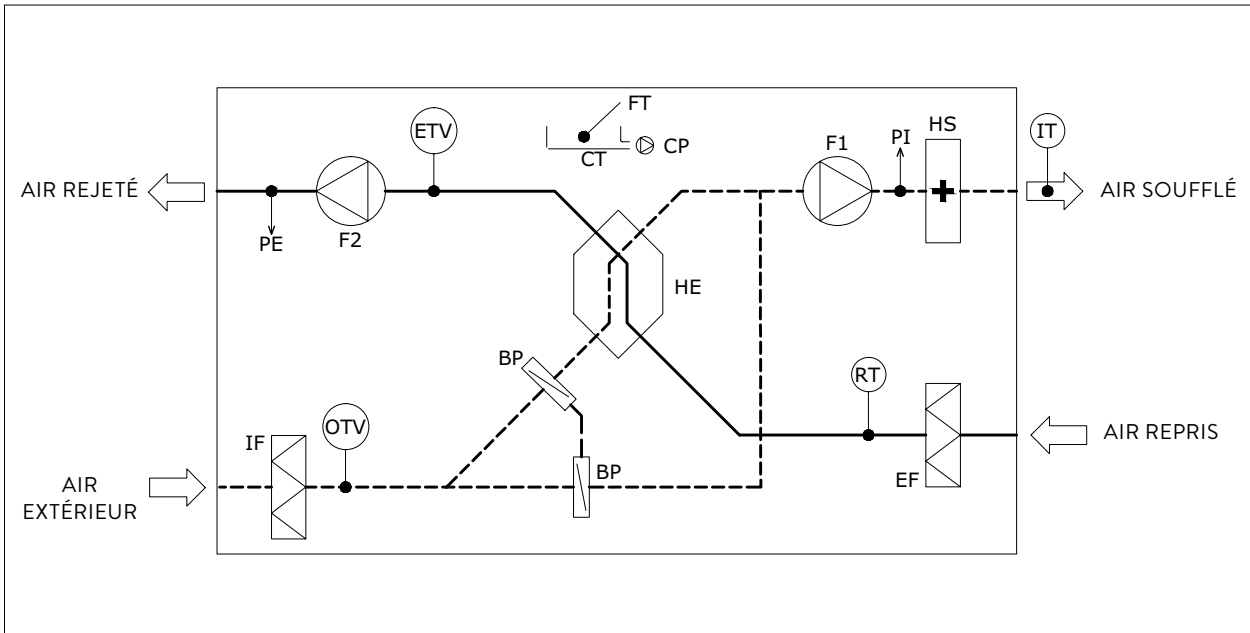 FT
ETV
CT
CP
F1
PI
HS
IT
AIR REJETÉ
AIR SOUFFLÉ
PE
F2
HE
BP
RT
OTV
IF
AIR REPRIS
BP
EF
AIR
EXTÉRIEUR